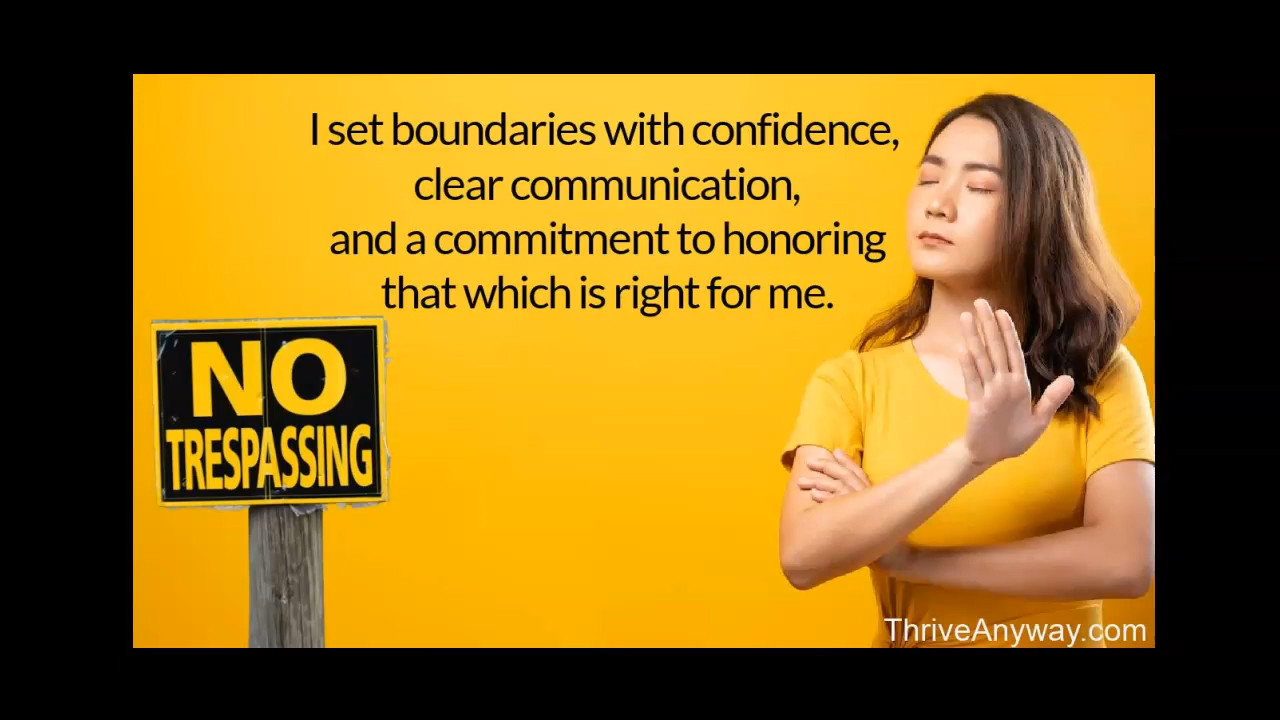 I set boundaries with confidence,
clear communication,
and a commitment to honoring
that which is right for me.
NO
TRESPASSING
ThriveAnyway.com